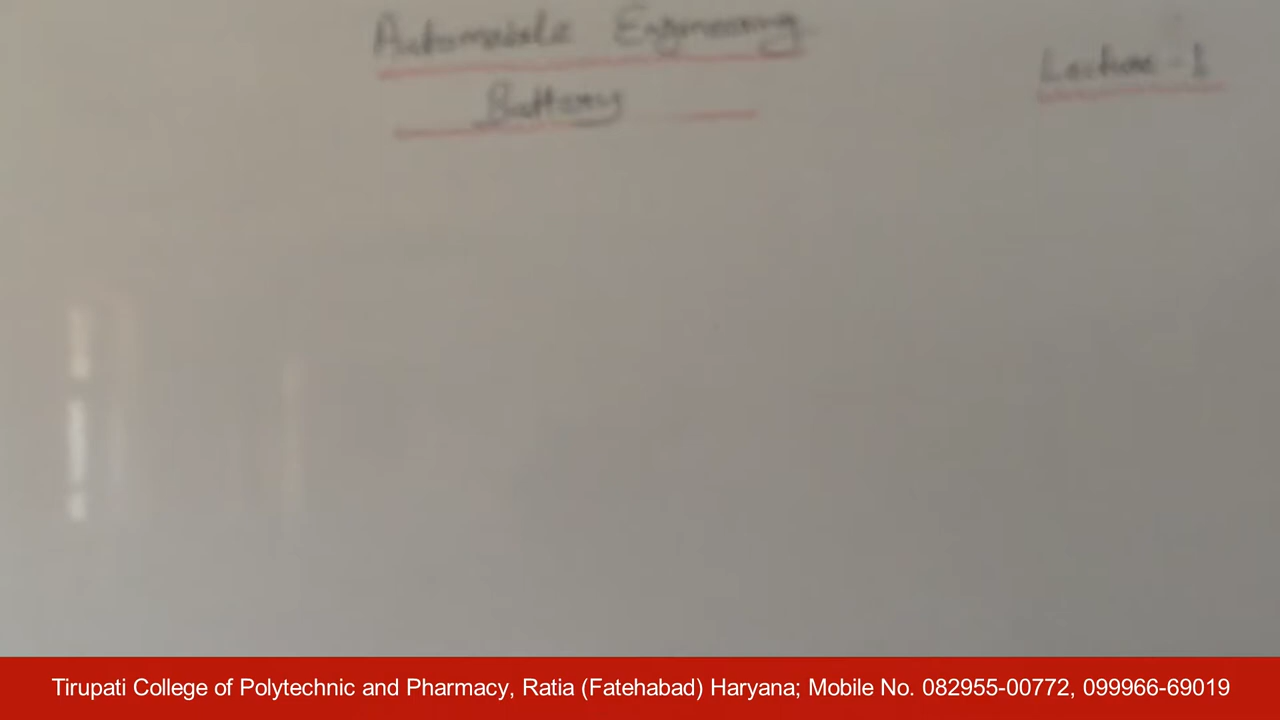 Automobile Engineering
Lecture-1
Battery
Tirupati College of Polytechnic and Pharmacy, Ratia (Fatehabad) Haryana; Mobile No. 082955-00772, 099966-69019